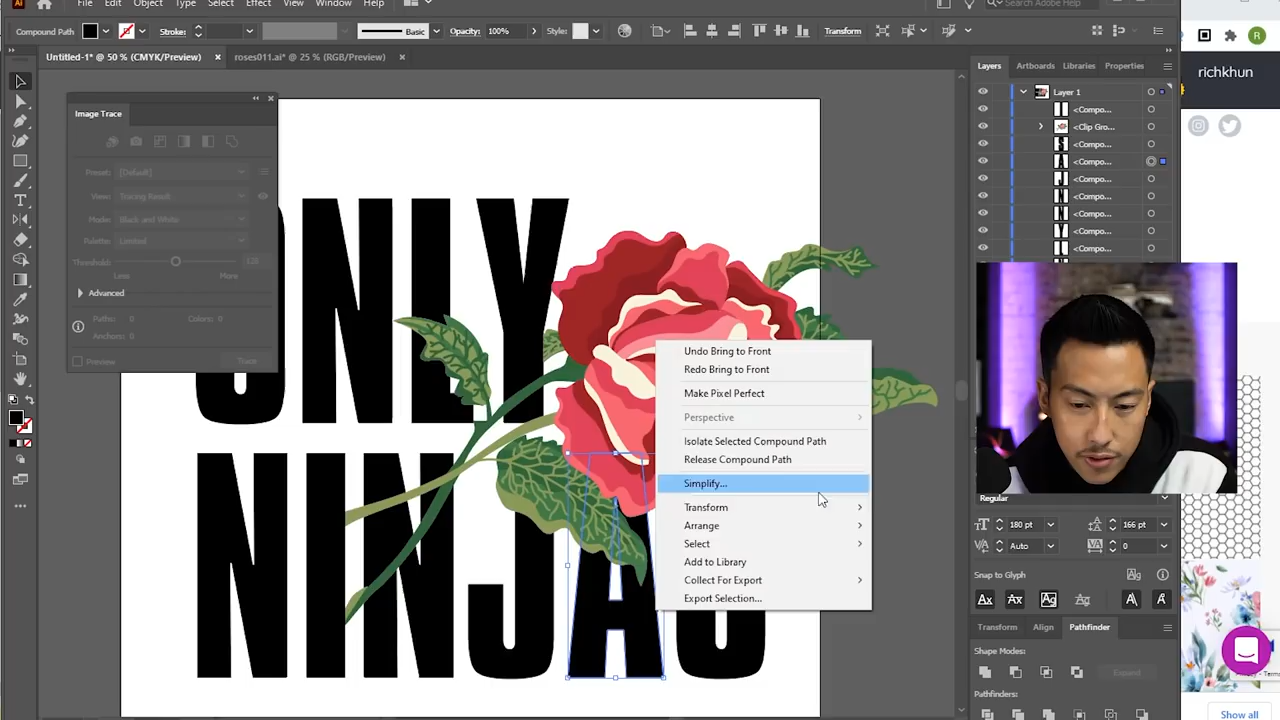 File Edit Object Type Select Effect View Window Help
Search Adobe Help
Compound Path Stroke: Basic Opacity: 100% Style: Transform
Untitled-1* @ 50 % (CMYK/Preview) × roses011.ai* @ 25 % (RGB/Preview) ×
Image Trace
Preset: [Default]
View: Tracing Result
Mode: Black and White
Palette: Limited
Threshold: 128
Less More
Advanced
Paths: 0 Colors: 0
Anchors: 0
Preview Trace
ONLY
NINJAS
Undo Bring to Front
Redo Bring to Front
Make Pixel Perfect
Perspective
Isolate Selected Compound Path
Release Compound Path
Simplify...
Transform
Arrange
Select
Add to Library
Collect For Export
Export Selection...
Layers Artboards Libraries Properties
Layer 1
<Compo...
<Clip Gro...
<Compo...
<Compo...
<Compo...
<Compo...
<Compo...
<Compo...
<Compo...
Regular
180 pt 166 pt
Auto 0
Snap to Glyph
Transform Align Pathfinder
Shape Modes:
Expand
Pathfinders:
R
richkhun
Show all